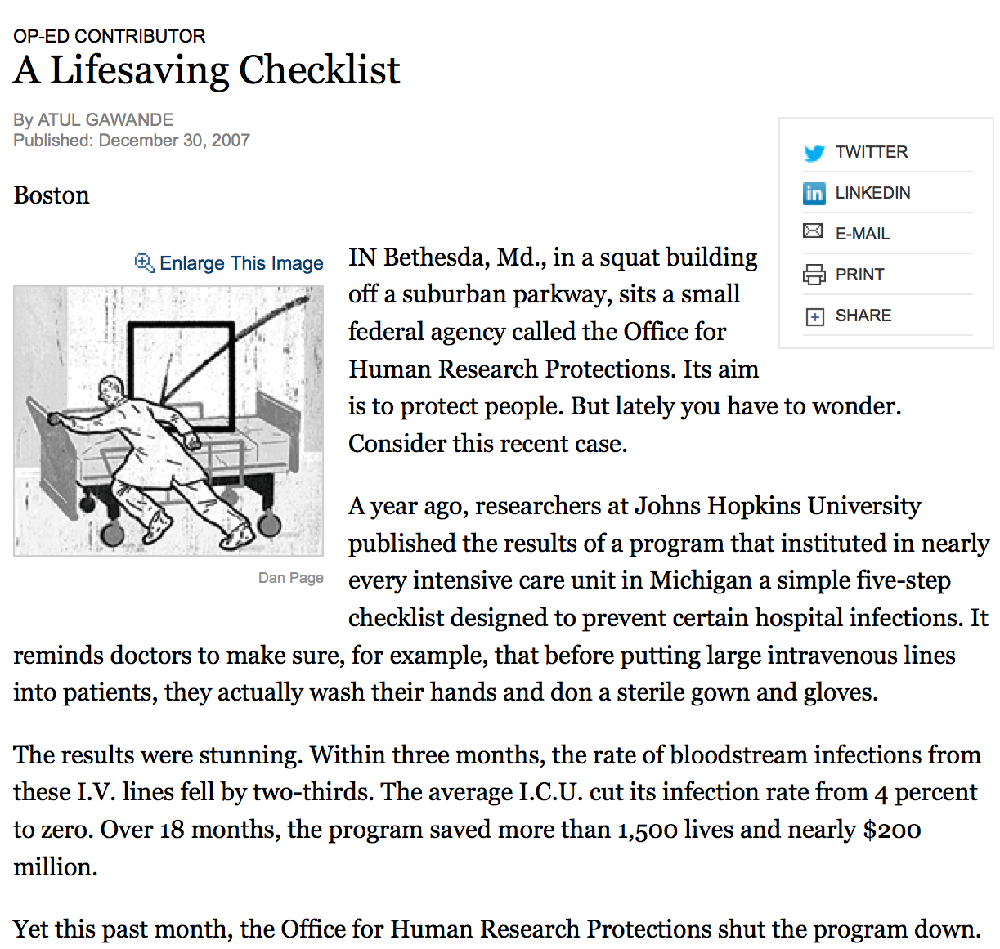 OP-ED CONTRIBUTOR
A Lifesaving Checklist
By ATUL GAWANDE
Published: December 30, 2007
TWITTER
LINKEDIN
E-MAIL
PRINT
SHARE
Boston
Enlarge This Image
Dan Page
IN Bethesda, Md., in a squat building
off a suburban parkway, sits a small
federal agency called the Office for
Human Research Protections. Its aim
is to protect people. But lately you have to wonder.
Consider this recent case.
A year ago, researchers at Johns Hopkins University
published the results of a program that instituted in nearly
every intensive care unit in Michigan a simple five-step
checklist designed to prevent certain hospital infections. It
reminds doctors to make sure, for example, that before putting large intravenous lines
into patients, they actually wash their hands and don a sterile gown and gloves.
The results were stunning. Within three months, the rate of bloodstream infections from
these I.V. lines fell by two-thirds. The average I.C.U. cut its infection rate from 4 percent
to zero. Over 18 months, the program saved more than 1,500 lives and nearly $200
million.
Yet this past month, the Office for Human Research Protections shut the program down.